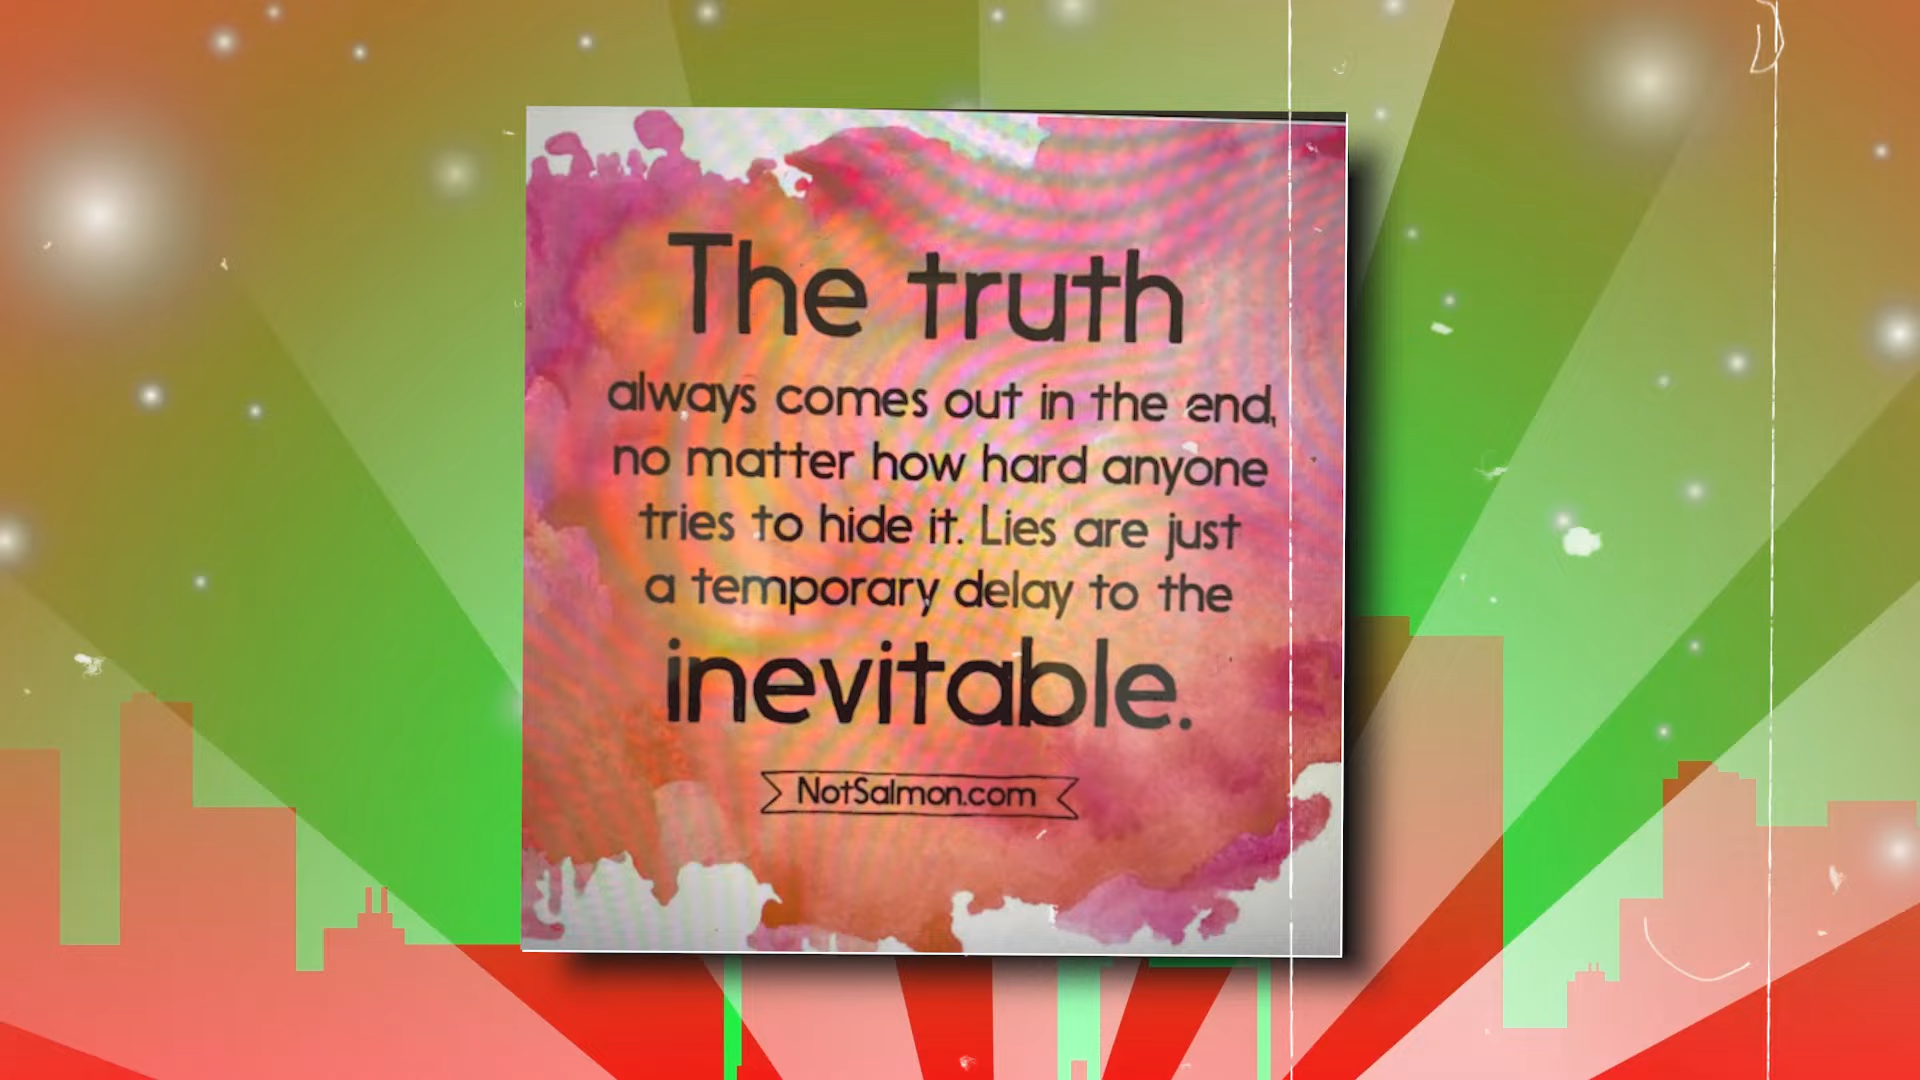 The truth
always comes out in the end,
no matter how hard anyone
tries to hide it. Lies are just
a temporary delay to the
inevitable.
NotSalmon.com